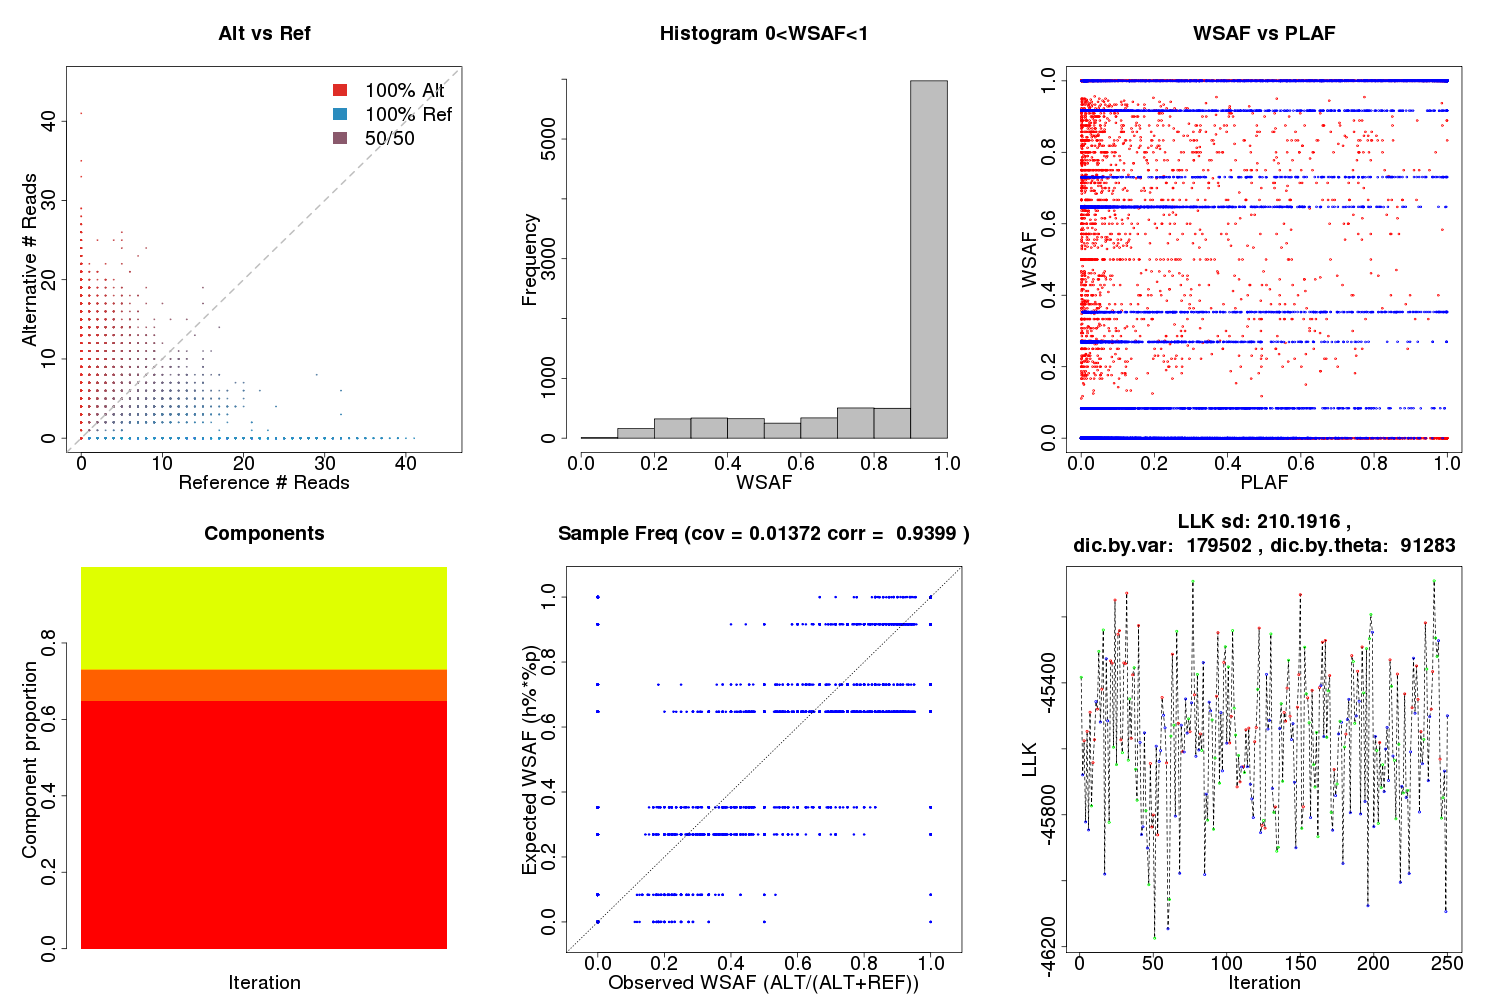 Alt vs Ref
100% Alt
100% Ref
50/50
Alternative # Reads
0 10 20 30 40
0 10 20 30 40
Reference # Reads
Histogram 0<WSAF<1
Frequency
0 1000 3000 5000
0.0 0.2 0.4 0.6 0.8 1.0
WSAF
WSAF vs PLAF
WSAF
0.0 0.2 0.4 0.6 0.8 1.0
0.0 0.2 0.4 0.6 0.8 1.0
PLAF
Components
Component proportion
0.0 0.2 0.4 0.6 0.8
Iteration
Sample Freq (cov = 0.01372 corr = 0.9399 )
Expected WSAF (h%*%p)
0.0 0.2 0.4 0.6 0.8 1.0
0.0 0.2 0.4 0.6 0.8 1.0
Observed WSAF (ALT/(ALT+REF))
LLK sd: 210.1916 ,
dic.by.var: 179502 , dic.by.theta: 91283
LLK
-46200 -45800 -45400
0 50 100 150 200 250
Iteration